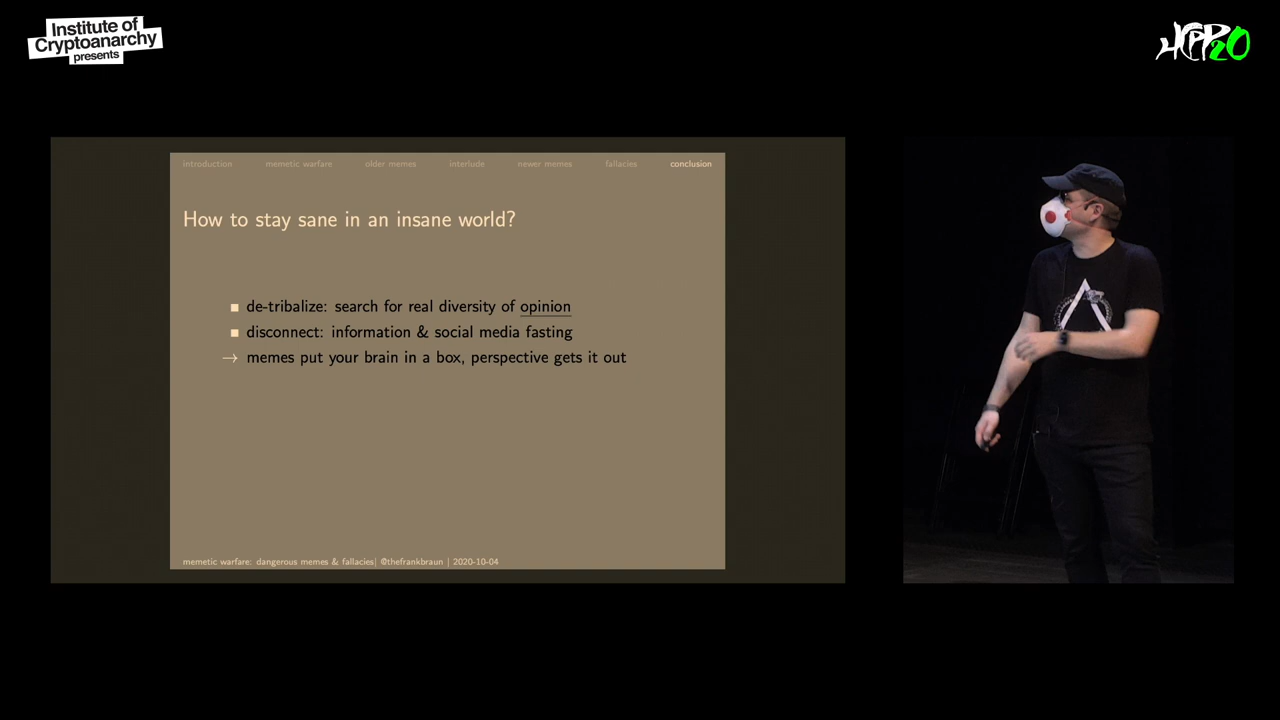 Institute of
Cryptoanarchy
presents
HCPP20
introduction memetic warfare older memes interlude newer memes fallacies conclusion
How to stay sane in an insane world?
de-tribalize: search for real diversity of opinion
disconnect: information & social media fasting
→ memes put your brain in a box, perspective gets it out
memetic warfare: dangerous memes & fallacies| @thefrankbraun | 2020-10-04